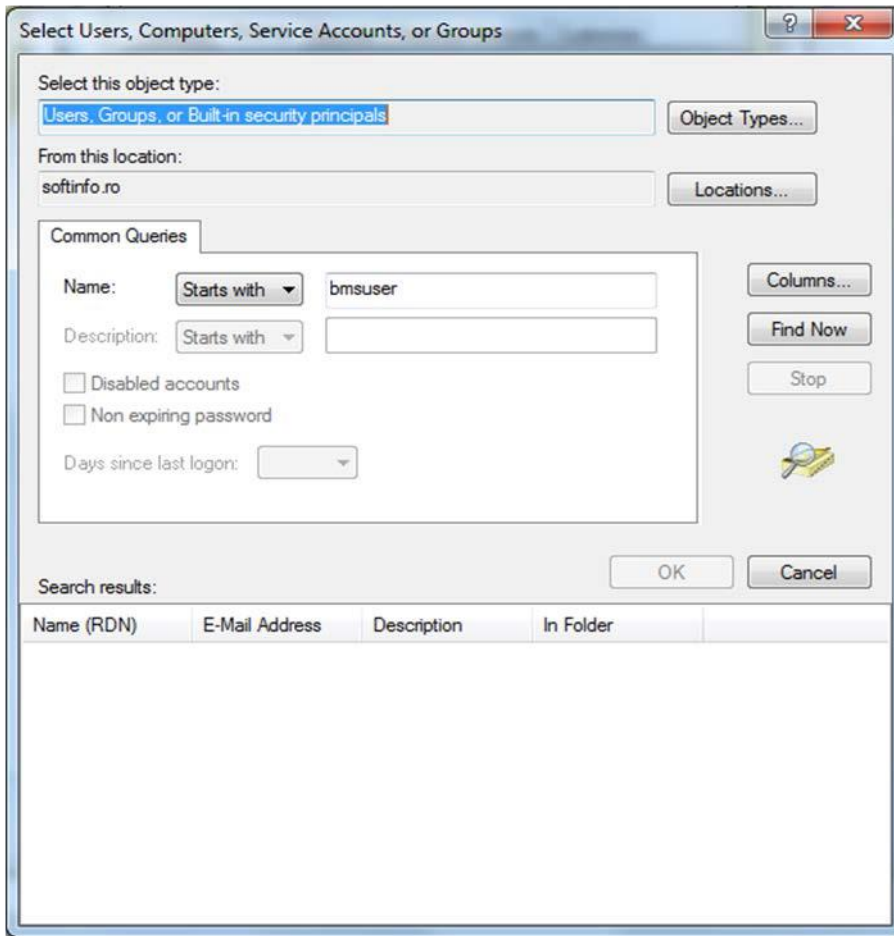 Select Users, Computers, Service Accounts, or Groups
Select this object type:
Users, Groups, or Built-in security principals
Object Types...
From this location:
softinfo.ro
Locations...
Common Queries
Name:
Starts with
bmsuser
Columns...
Description:
Starts with
Find Now
Disabled accounts
Stop
Non expiring password
Days since last logon:
OK
Cancel
Search results:
Name (RDN)
E-Mail Address
Description
In Folder